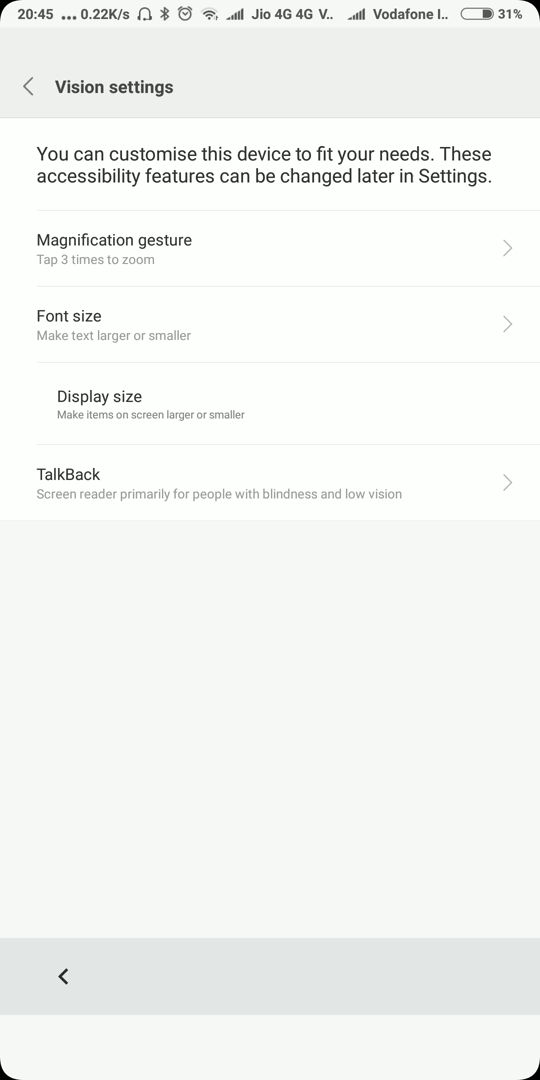 20:45 ... 0.22K/s Jio 4G 4G V.. Vodafone I.. 31%
Vision settings
You can customise this device to fit your needs. These
accessibility features can be changed later in Settings.
Magnification gesture
Tap 3 times to zoom
Font size
Make text larger or smaller
Display size
Make items on screen larger or smaller
TalkBack
Screen reader primarily for people with blindness and low vision